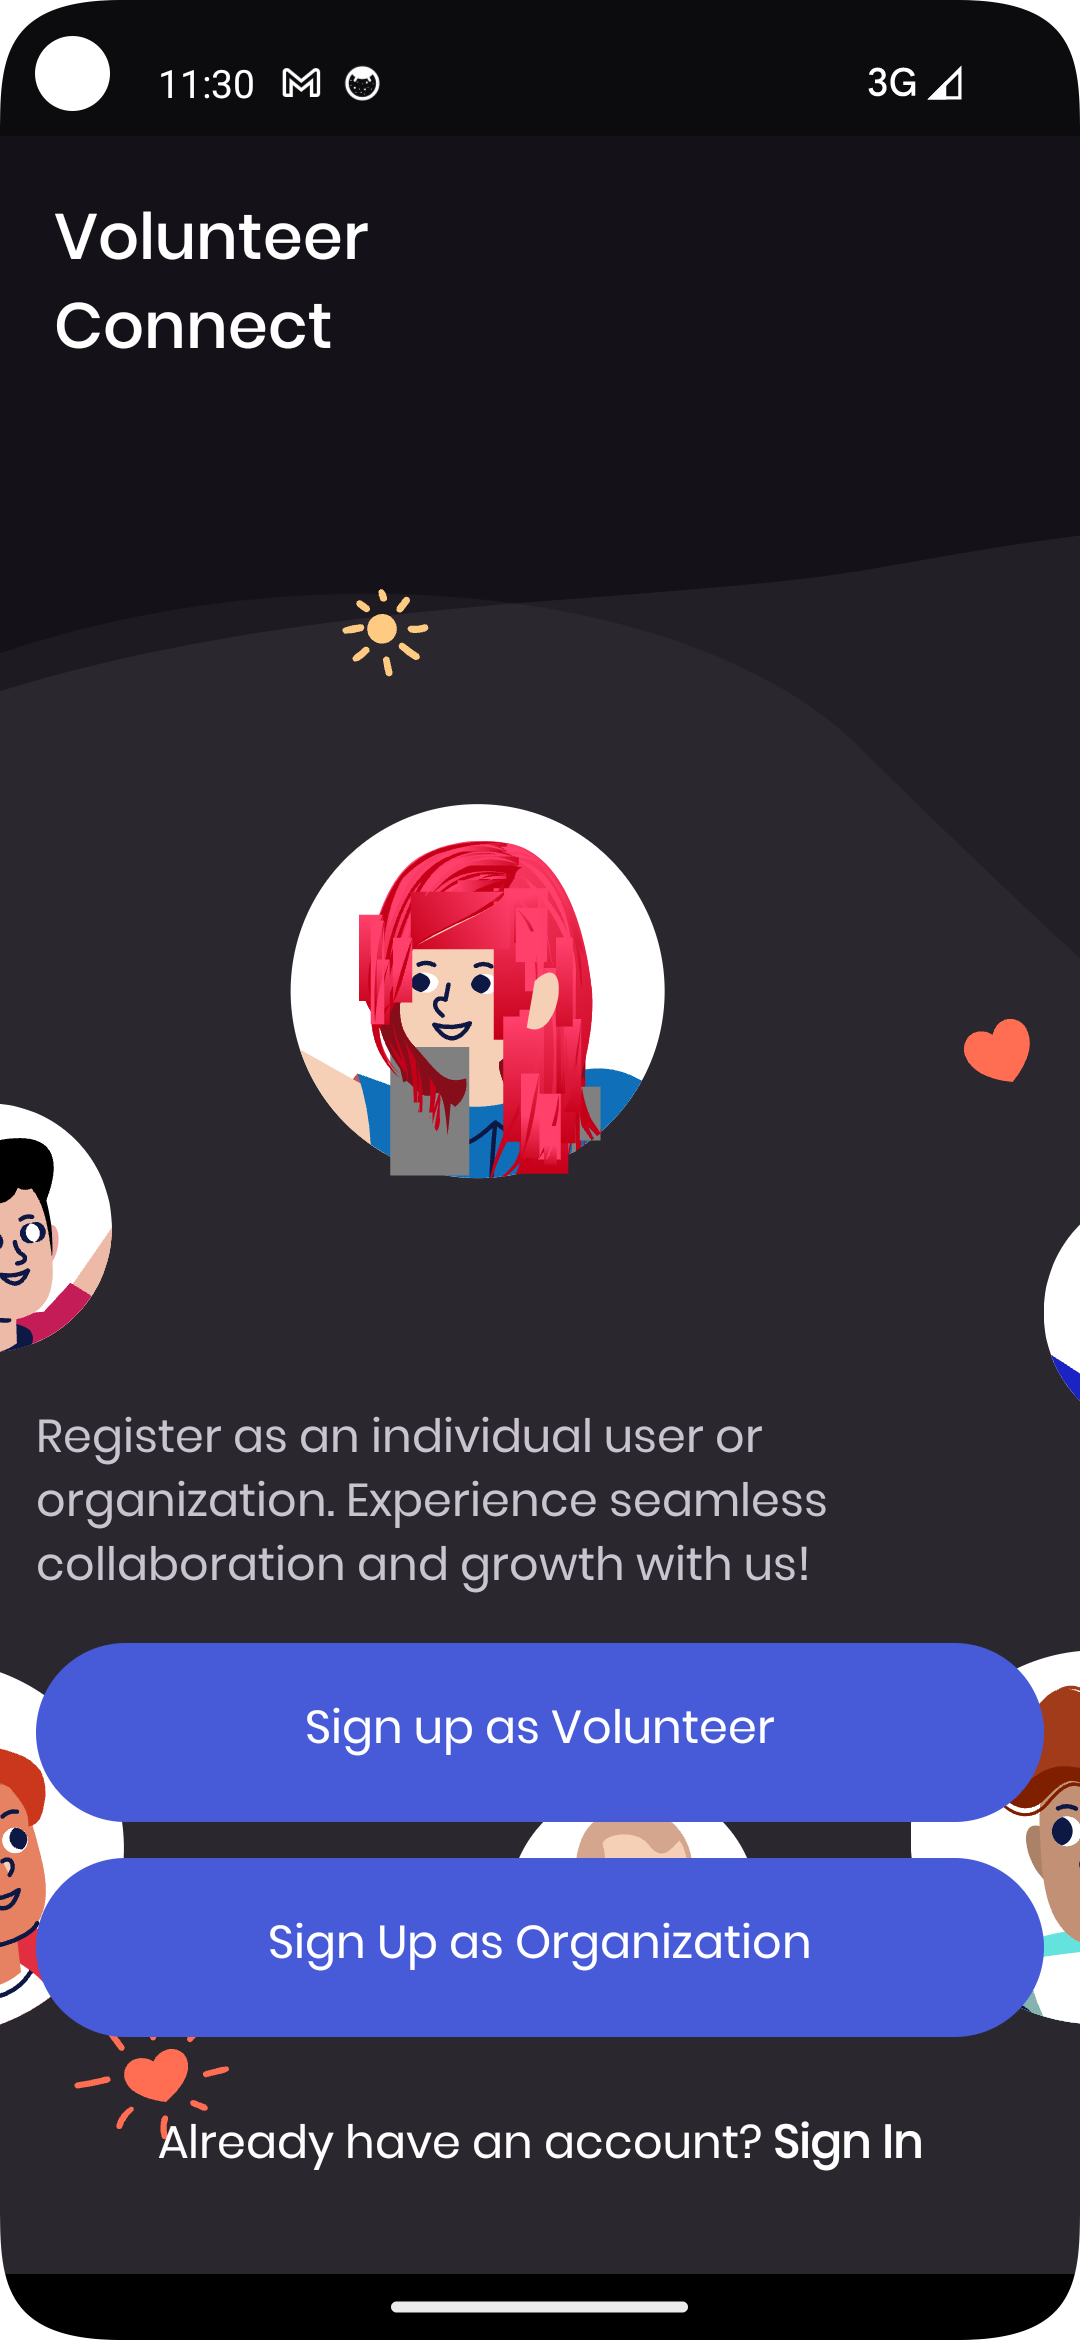 11:30
3G
Volunteer
Connect
Register as an individual user or
organization. Experience seamless
collaboration and growth with us!
Sign up as Volunteer
Sign Up as Organization
Already have an account? Sign In